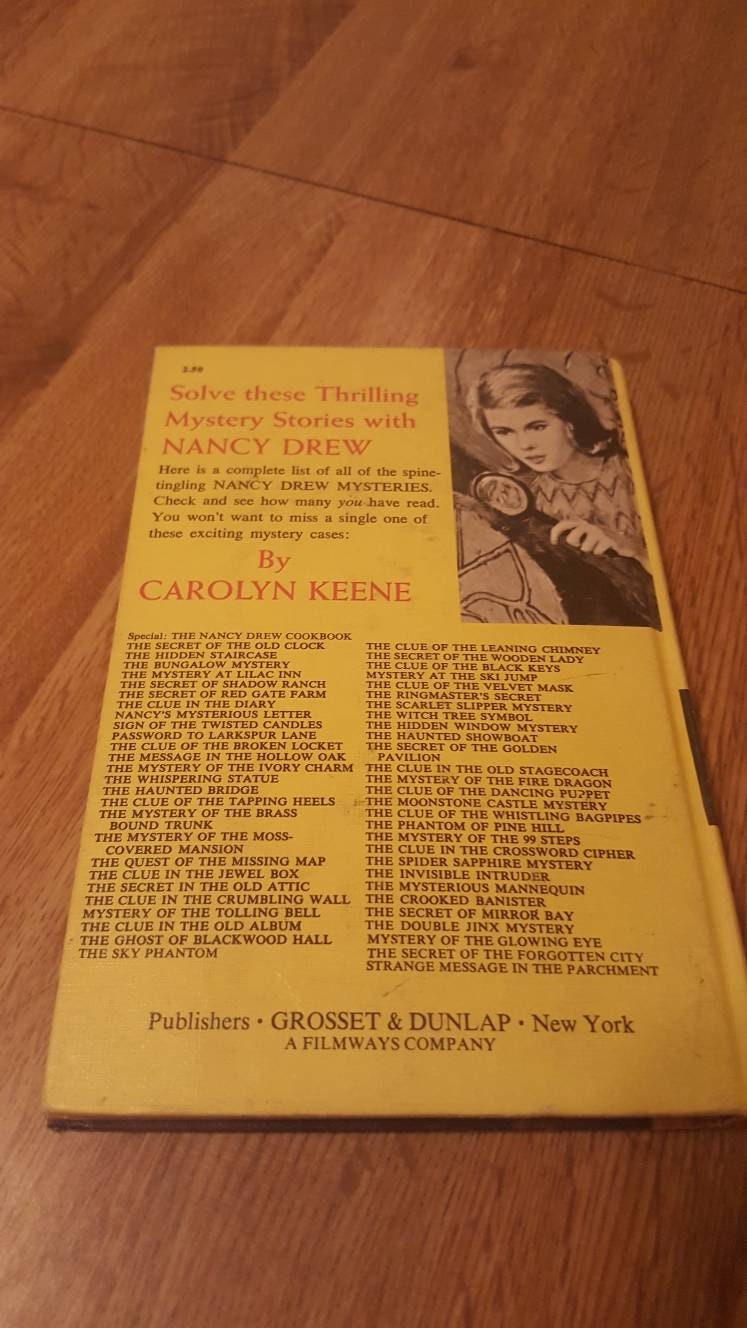 2.50
Solve these Thrilling
Mystery Stories with
NANCY DREW
Here is a complete list of all of the spine-
tingling NANCY DREW MYSTERIES.
Check and see how many you have read.
You won't want to miss a single one of
these exciting mystery cases:
By
CAROLYN KEENE
Special: THE NANCY DREW COOKBOOK
THE SECRET OF THE OLD CLOCK
THE HIDDEN STAIRCASE
THE BUNGALOW MYSTERY
THE MYSTERY AT LILAC INN
THE SECRET OF SHADOW RANCH
THE SECRET OF RED GATE FARM
THE CLUE IN THE DIARY
NANCY'S MYSTERIOUS LETTER
SIGN OF THE TWISTED CANDLES
PASSWORD TO LARKSPUR LANE
THE CLUE OF THE BROKEN LOCKET
THE MESSAGE IN THE HOLLOW OAK
THE MYSTERY OF THE IVORY CHARM
THE WHISPERING STATUE
THE HAUNTED BRIDGE
THE CLUE OF THE TAPPING HEELS
THE MYSTERY OF THE BRASS
BOUND TRUNK
THE MYSTERY OF THE MOSS-
COVERED MANSION
THE QUEST OF THE MISSING MAP
THE CLUE IN THE JEWEL BOX
THE SECRET IN THE OLD ATTIC
THE CLUE IN THE CRUMBLING WALL
MYSTERY OF THE TOLLING BELL
THE CLUE IN THE OLD ALBUM
THE GHOST OF BLACKWOOD HALL
THE SKY PHANTOM
THE CLUE OF THE LEANING CHIMNEY
THE SECRET OF THE WOODEN LADY
THE CLUE OF THE BLACK KEYS
MYSTERY AT THE SKI JUMP
THE CLUE OF THE VELVET MASK
THE RINGMASTER'S SECRET
THE SCARLET SLIPPER MYSTERY
THE WITCH TREE SYMBOL
THE HIDDEN WINDOW MYSTERY
THE HAUNTED SHOWBOAT
THE SECRET OF THE GOLDEN
PAVILION
THE CLUE IN THE OLD STAGECOACH
THE MYSTERY OF THE FIRE DRAGON
THE CLUE OF THE DANCING PUPPET
THE MOONSTONE CASTLE MYSTERY
THE CLUE OF THE WHISTLING BAGPIPES
THE PHANTOM OF PINE HILL
THE MYSTERY OF THE 99 STEPS
THE CLUE IN THE CROSSWORD CIPHER
THE SPIDER SAPPHIRE MYSTERY
THE INVISIBLE INTRUDER
THE MYSTERIOUS MANNEQUIN
THE CROOKED BANISTER
THE SECRET OF MIRROR BAY
THE DOUBLE JINX MYSTERY
MYSTERY OF THE GLOWING EYE
THE SECRET OF THE FORGOTTEN CITY
STRANGE MESSAGE IN THE PARCHMENT
Publishers • GROSSET & DUNLAP • New York
A FILMWAYS COMPANY